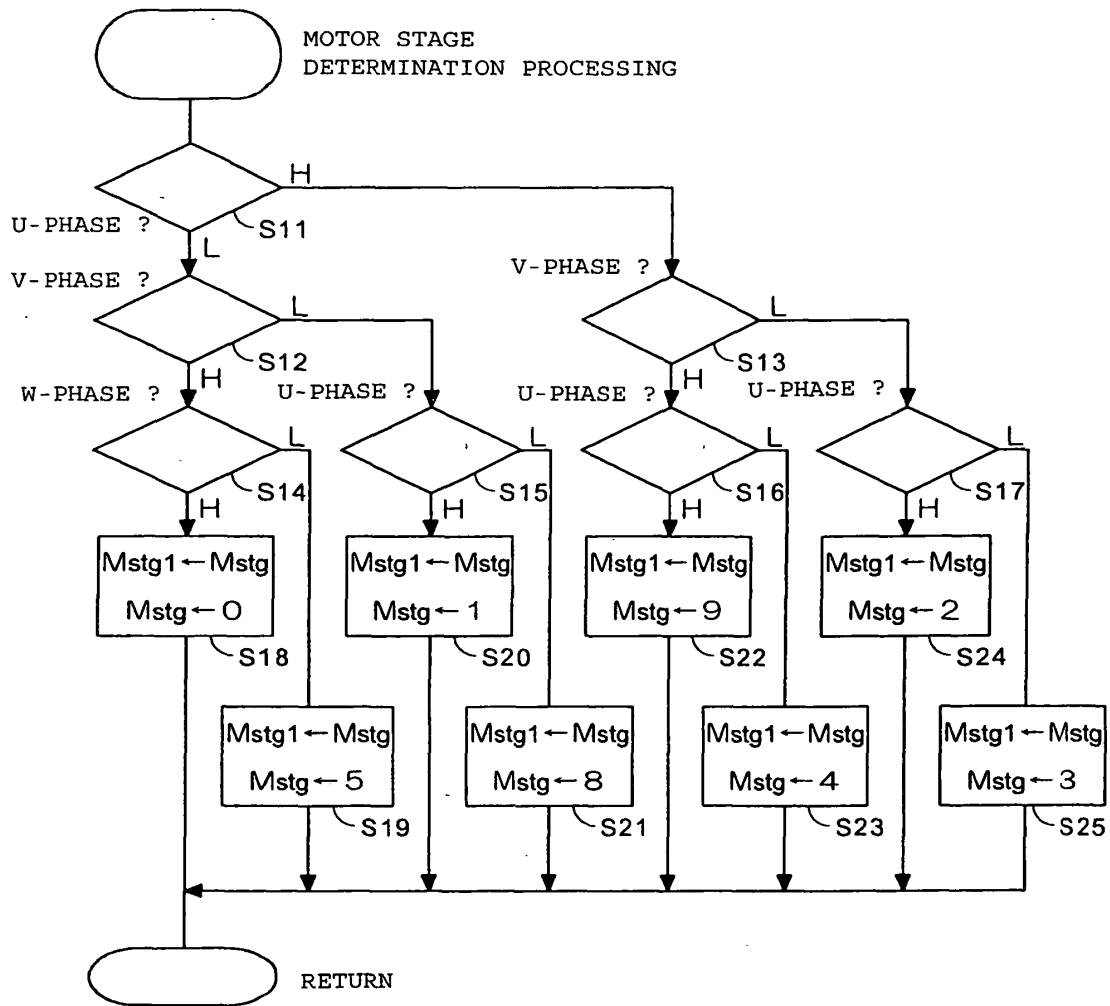 MOTOR STAGE
DETERMINATION PROCESSING
H
U-PHASE ?
S11
L
V-PHASE ?
V-PHASE ?
L
L
S12
S13
H
H
W-PHASE ?
U-PHASE ?
U-PHASE ?
U-PHASE ?
L
L
L
L
S14
S15
S16
S17
H
H
H
H
Mstg1←Mstg
Mstg←0
Mstg1←Mstg
Mstg←1
Mstg1←Mstg
Mstg←9
Mstg1←Mstg
Mstg←2
S18
S20
S22
S24
Mstg1←Mstg
Mstg←5
Mstg1←Mstg
Mstg←8
Mstg1←Mstg
Mstg←4
Mstg1←Mstg
Mstg←3
S19
S21
S23
S25
RETURN